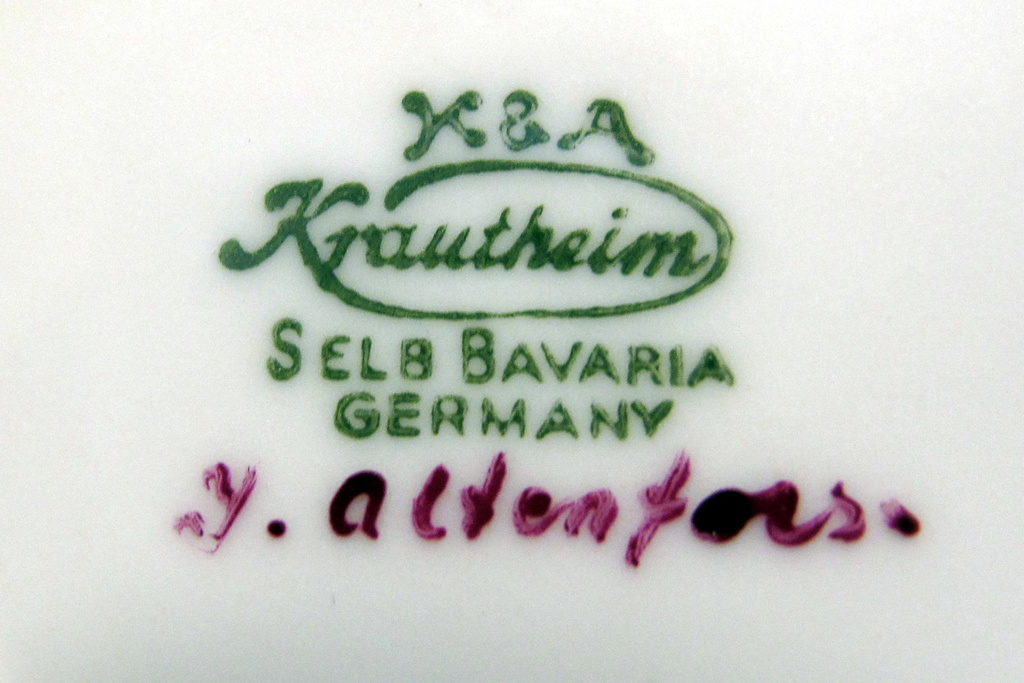 K & A
Krautheim
SELB BAVARIA
GERMANY
y. altenfors.